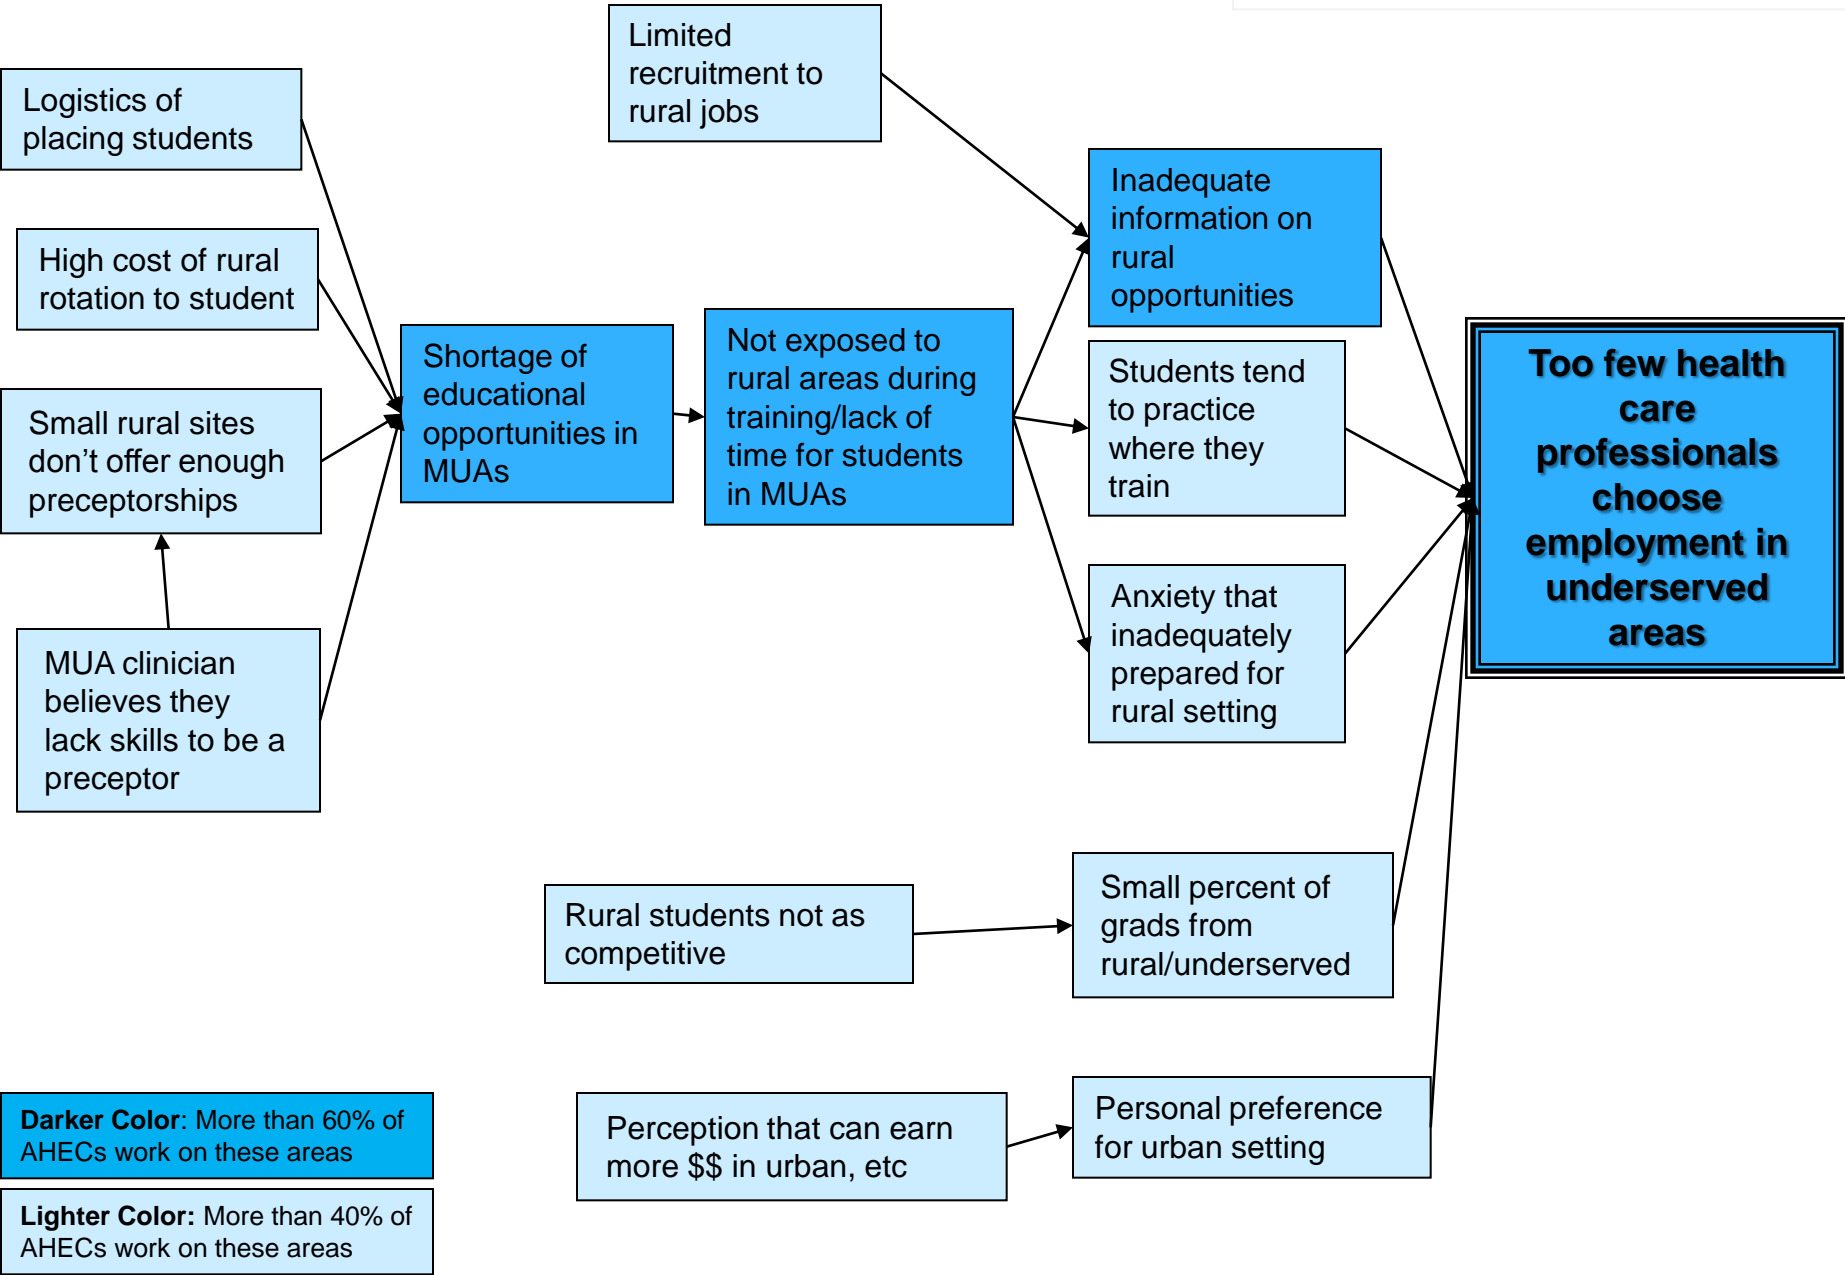 Limited
recruitment to
rural jobs
Logistics of
placing students
Inadequate
information on
rural
opportunities
High cost of rural
rotation to student
Shortage of
educational
opportunities in
MUAs
Not exposed to
rural areas during
training/lack of
time for students
in MUAs
Students tend
to practice
where they
train
Too few health
care
professionals
choose
employment in
underserved
areas
Small rural sites
don’t offer enough
preceptorships
Anxiety that
inadequately
prepared for
rural setting
MUA clinician
believes they
lack skills to be a
preceptor
Rural students not as
competitive
Small percent of
grads from
rural/underserved
Perception that can earn
more $$ in urban, etc
Personal preference
for urban setting
Darker Color: More than 60% of
AHECs work on these areas
Lighter Color: More than 40% of
AHECs work on these areas